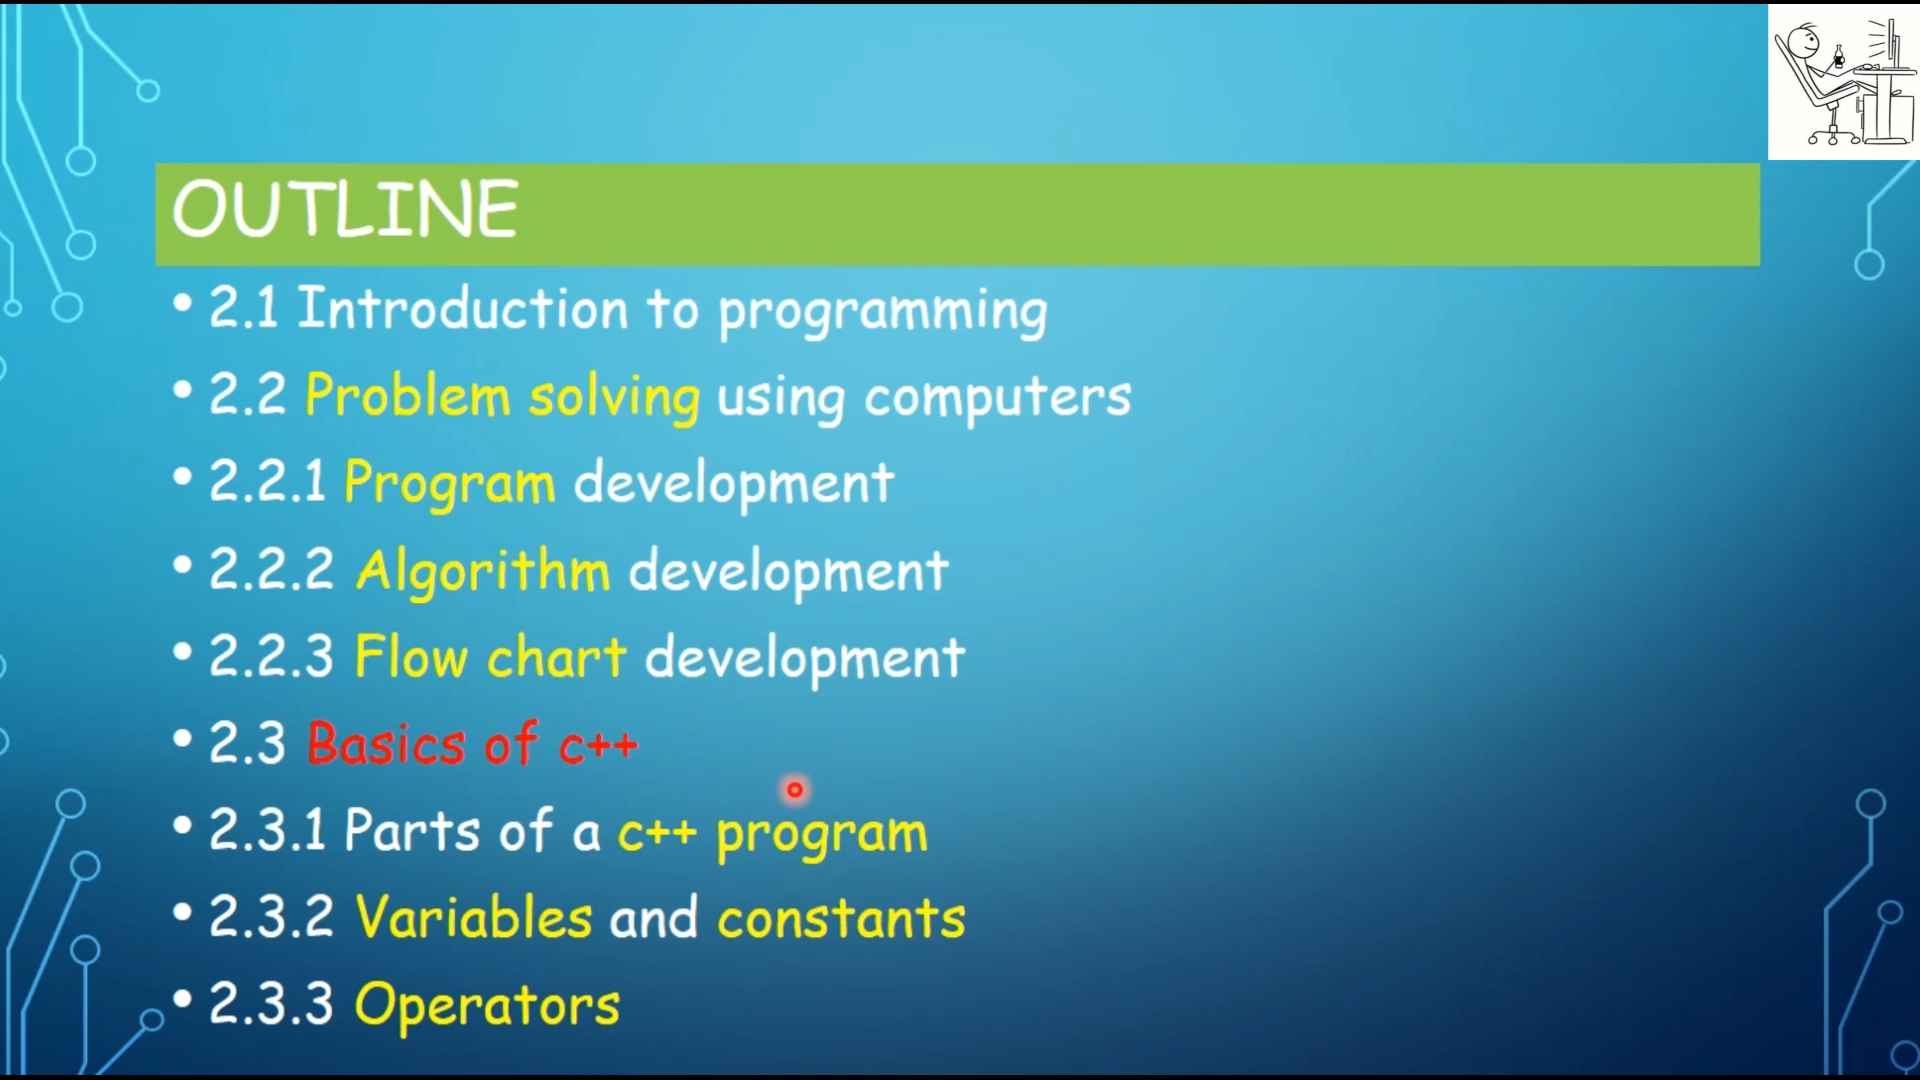 OUTLINE
• 2.1 Introduction to programming
• 2.2 Problem solving using computers
• 2.2.1 Program development
• 2.2.2 Algorithm development
• 2.2.3 Flow chart development
• 2.3 Basics of c++
• 2.3.1 Parts of a c++ program
• 2.3.2 Variables and constants
• 2.3.3 Operators